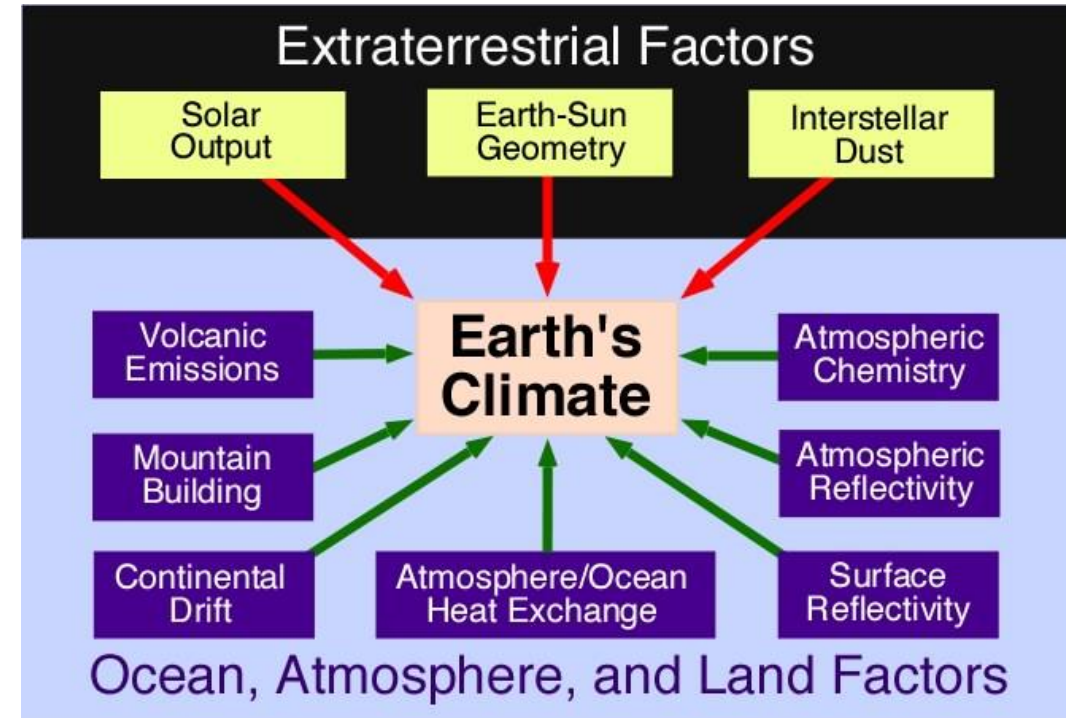 Extraterrestrial Factors
Solar
Output
Earth-Sun
Geometry
Interstellar
Dust
Earth's
Climate
Volcanic
Emissions
Atmospheric
Chemistry
Mountain
Building
Atmospheric
Reflectivity
Continental
Drift
Atmosphere/Ocean
Heat Exchange
Surface
Reflectivity
Ocean, Atmosphere, and Land Factors